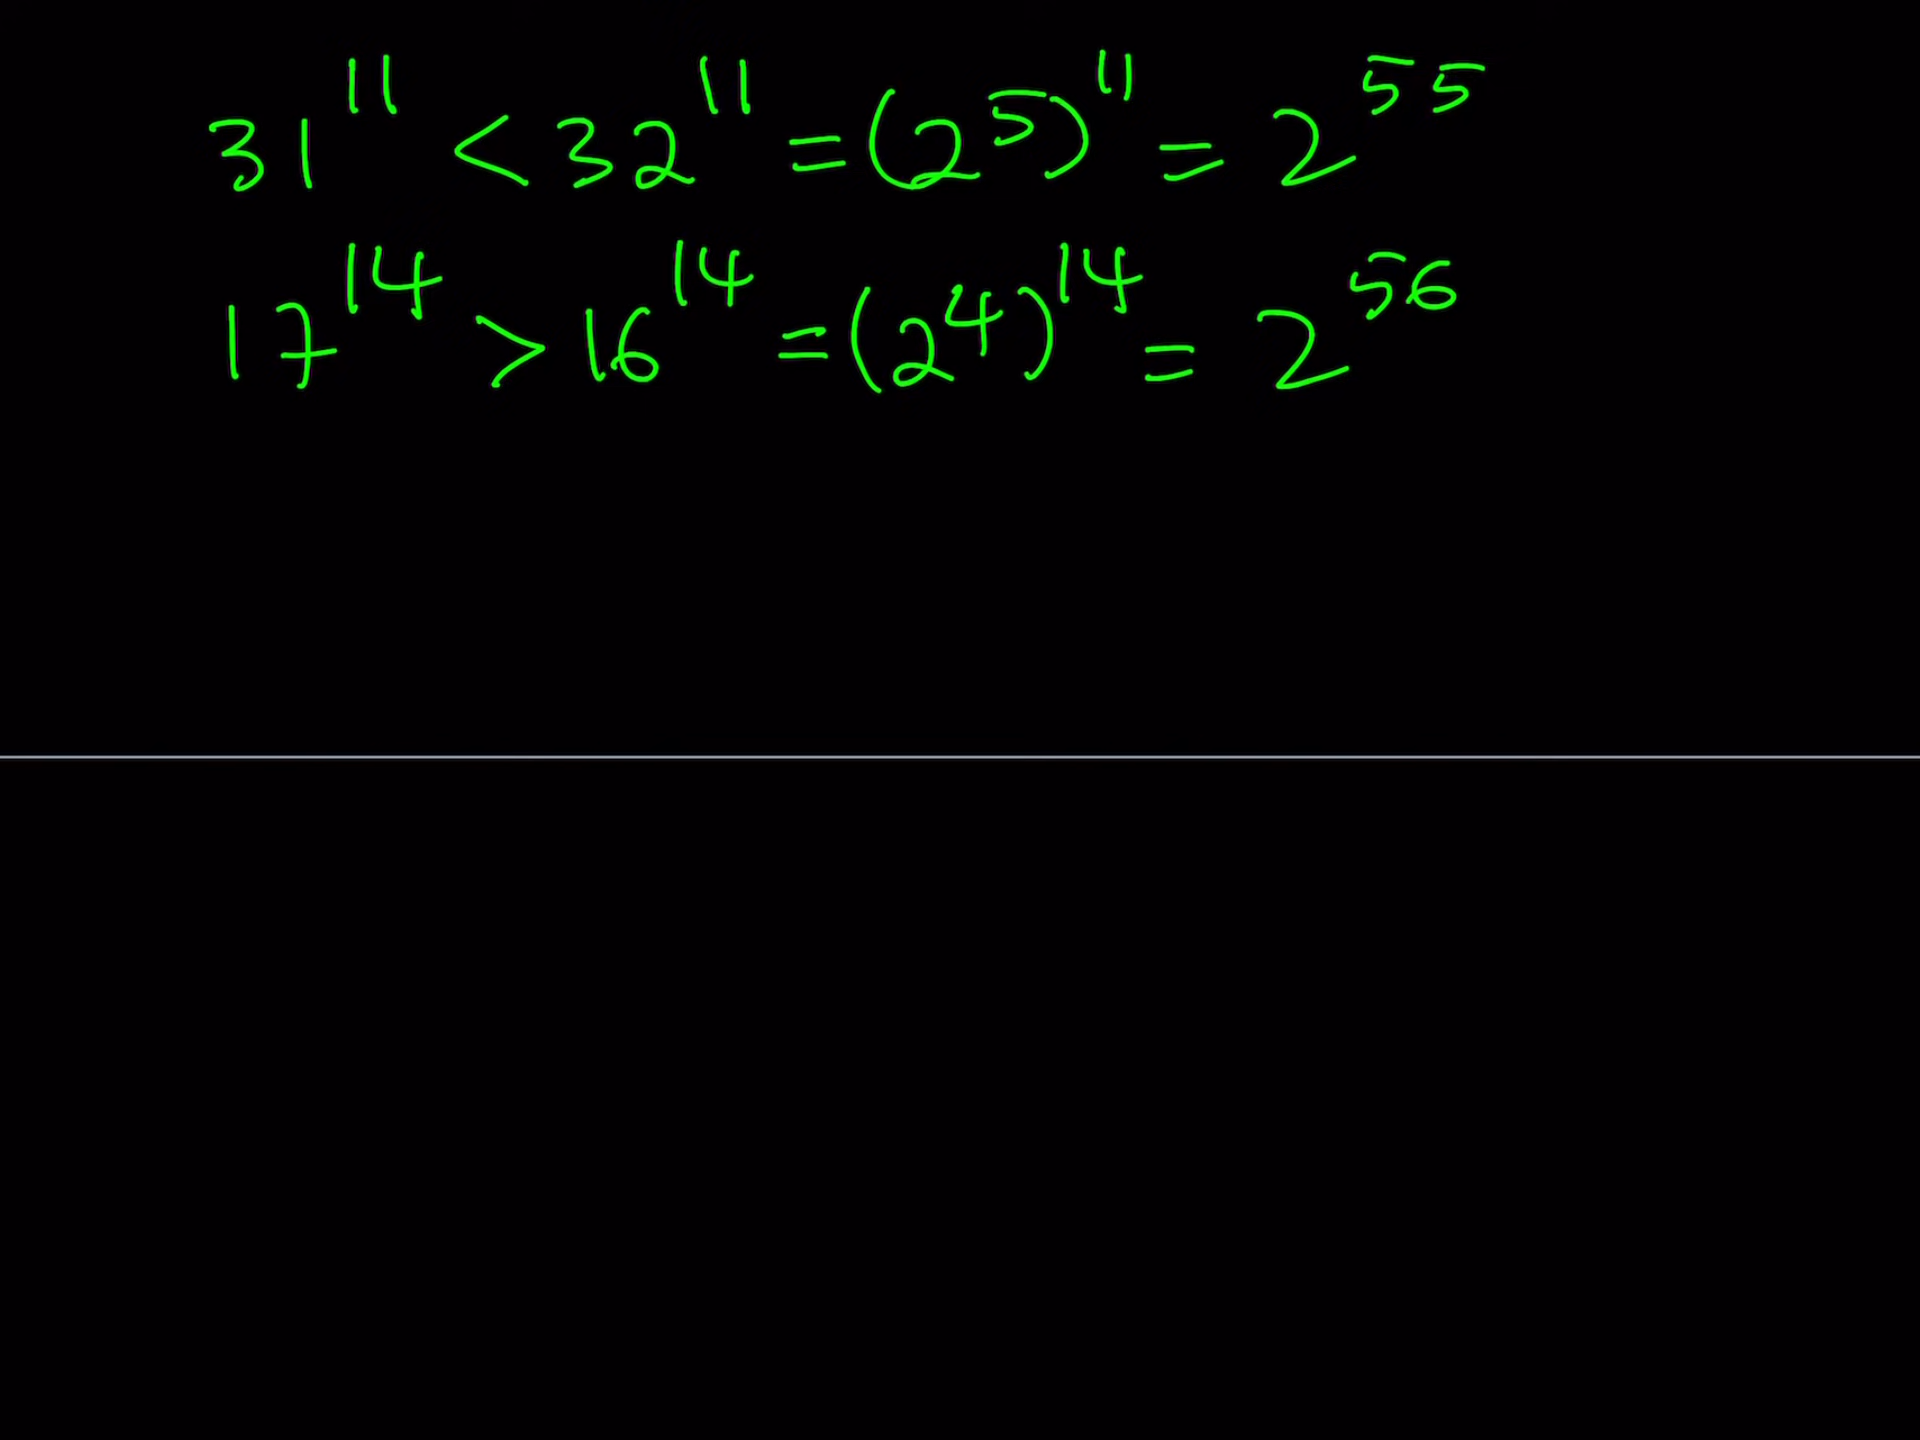 31^11 < 32^11 = (2^5)^11 = 2^55
17^14 > 16^14 = (2^4)^14 = 2^56